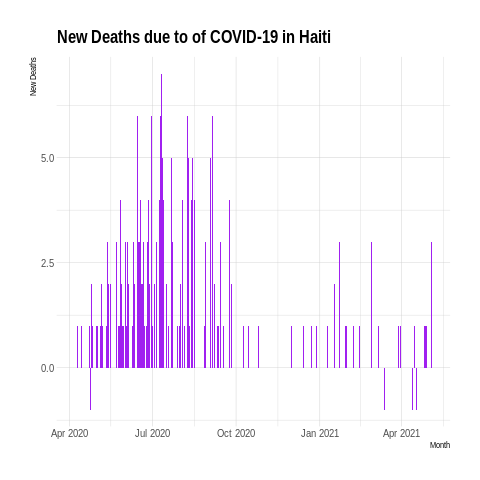 New Deaths due to of COVID-19 in Haiti
New Deaths
5.0
2.5
0.0
Apr 2020 Jul 2020 Oct 2020 Jan 2021 Apr 2021
Month